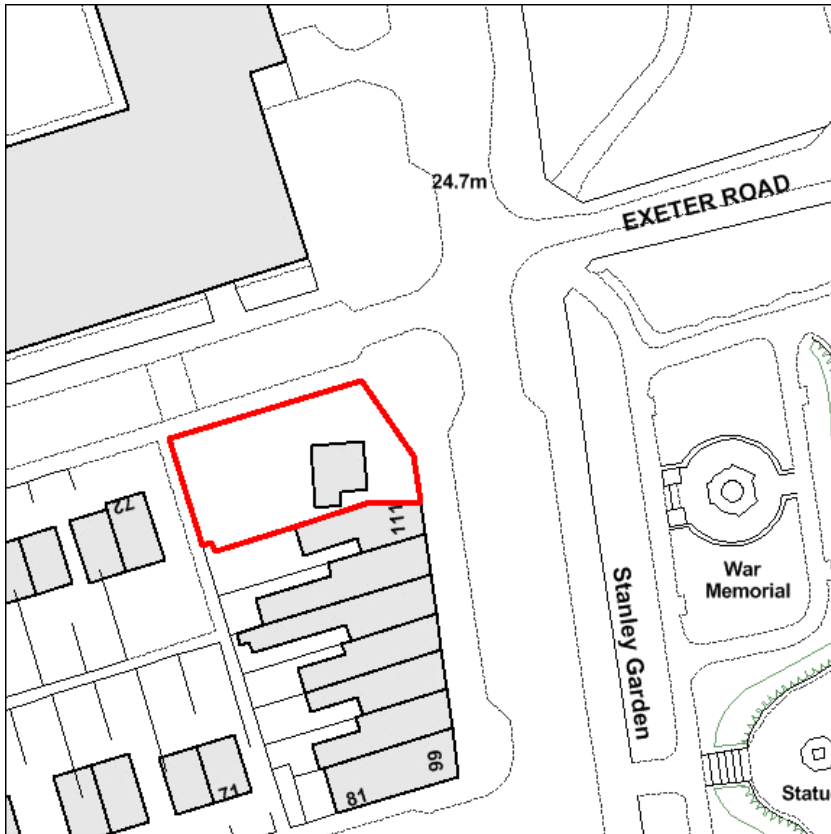 24.7m
EXETER ROAD
72
111
War
Memorial
Stanley Garden
99
71
81
Statu